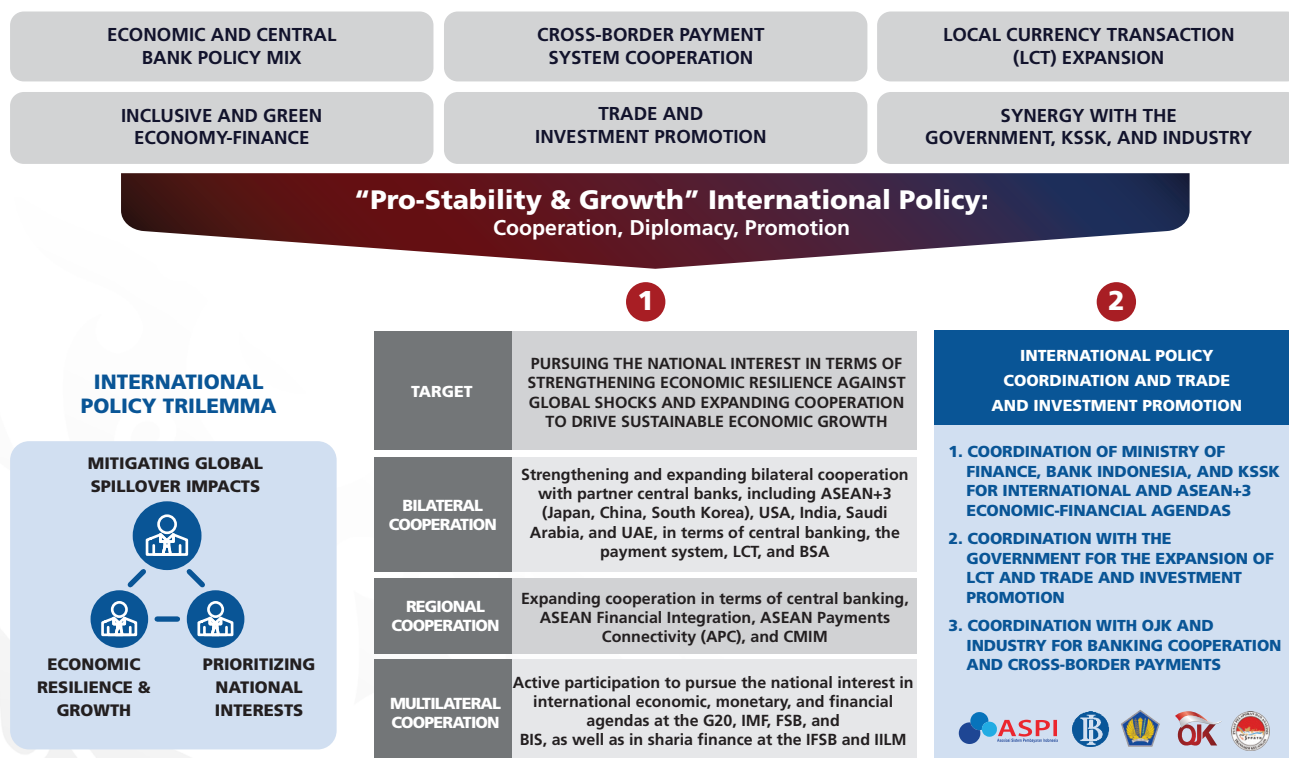 ECONOMIC AND CENTRAL
BANK POLICY MIX
CROSS-BORDER PAYMENT
SYSTEM COOPERATION
LOCAL CURRENCY TRANSACTION
(LCT) EXPANSION
INCLUSIVE AND GREEN
ECONOMY-FINANCE
TRADE AND
INVESTMENT PROMOTION
SYNERGY WITH THE
GOVERNMENT, KSSK, AND INDUSTRY
“Pro-Stability & Growth” International Policy:
Cooperation, Diplomacy, Promotion
INTERNATIONAL
POLICY TRILEMMA
MITIGATING GLOBAL
SPILLOVER IMPACTS
ECONOMIC
RESILIENCE &
GROWTH
PRIORITIZING
NATIONAL
INTERESTS
1
TARGET
PURSUING THE NATIONAL INTEREST IN TERMS OF
STRENGTHENING ECONOMIC RESILIENCE AGAINST
GLOBAL SHOCKS AND EXPANDING COOPERATION
TO DRIVE SUSTAINABLE ECONOMIC GROWTH
BILATERAL
COOPERATION
Strengthening and expanding bilateral cooperation
with partner central banks, including ASEAN+3
(Japan, China, South Korea), USA, India, Saudi
Arabia, and UAE, in terms of central banking, the
payment system, LCT, and BSA
REGIONAL
COOPERATION
Expanding cooperation in terms of central banking,
ASEAN Financial Integration, ASEAN Payments
Connectivity (APC), and CMIM
MULTILATERAL
COOPERATION
Active participation to pursue the national interest in
international economic, monetary, and financial
agendas at the G20, IMF, FSB, and
BIS, as well as in sharia finance at the IFSB and IILM
2
INTERNATIONAL POLICY
COORDINATION AND TRADE
AND INVESTMENT PROMOTION
1. COORDINATION OF MINISTRY OF
FINANCE, BANK INDONESIA, AND KSSK
FOR INTERNATIONAL AND ASEAN+3
ECONOMIC-FINANCIAL AGENDAS
2. COORDINATION WITH THE
GOVERNMENT FOR THE EXPANSION OF
LCT AND TRADE AND INVESTMENT
PROMOTION
3. COORDINATION WITH OJK AND
INDUSTRY FOR BANKING COOPERATION
AND CROSS-BORDER PAYMENTS
ASPI
Asosiasi Sistem Pembayaran Indonesia
OJK